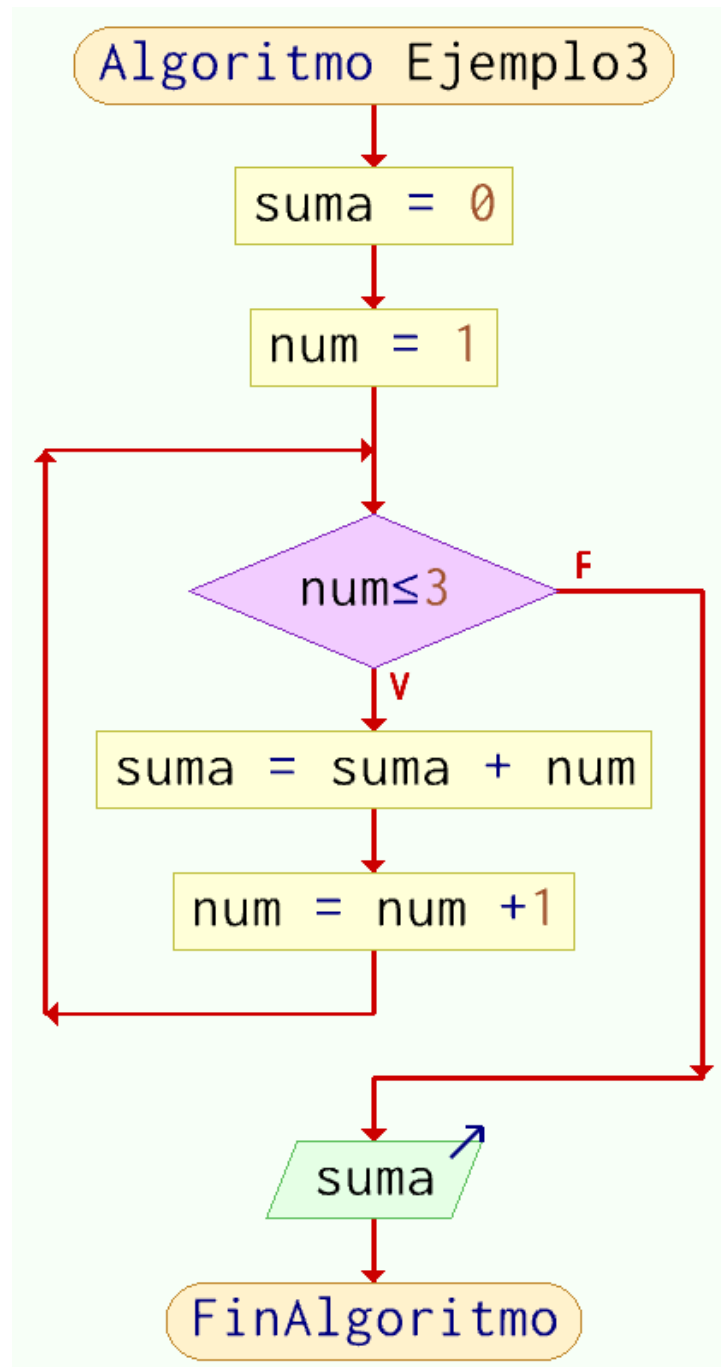 Algoritmo Ejemplo3
suma = 0
num = 1
num≤3
F
V
suma = suma + num
num = num +1
suma
FinAlgoritmo